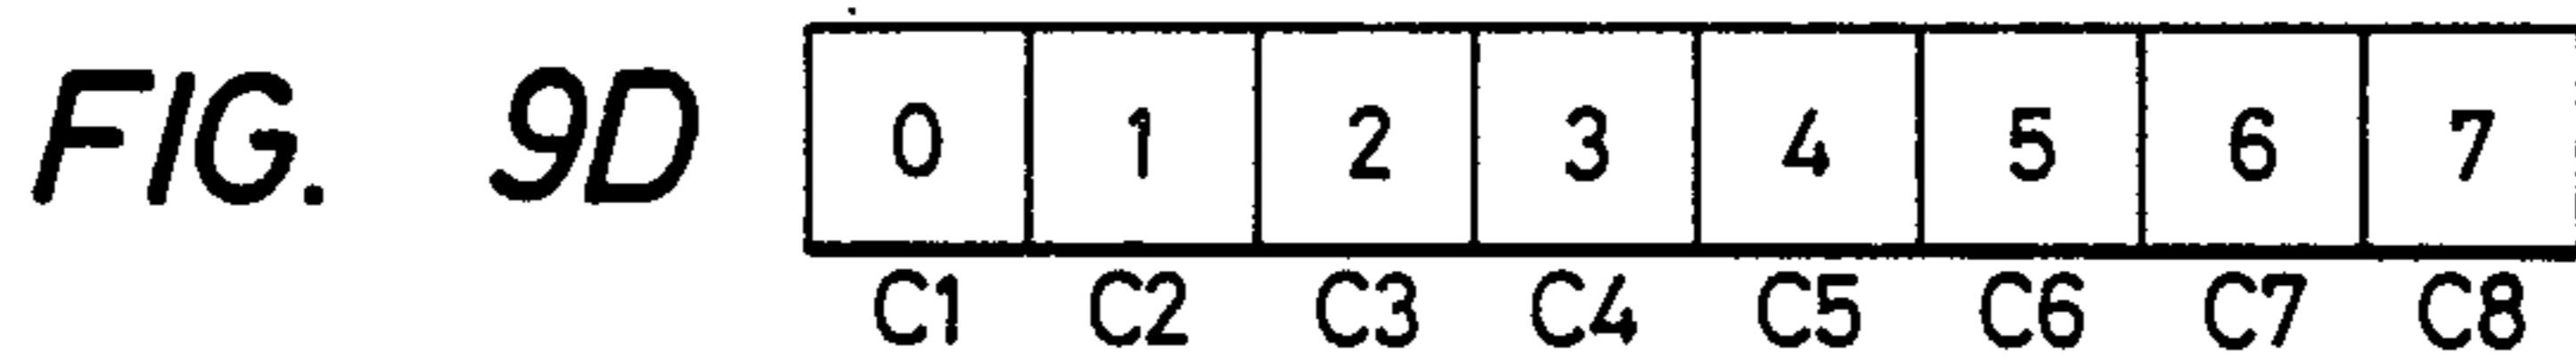 FIG. 9D 0 1 2 3 4 5 6 7
C1 C2 C3 C4 C5 C6 C7 C8